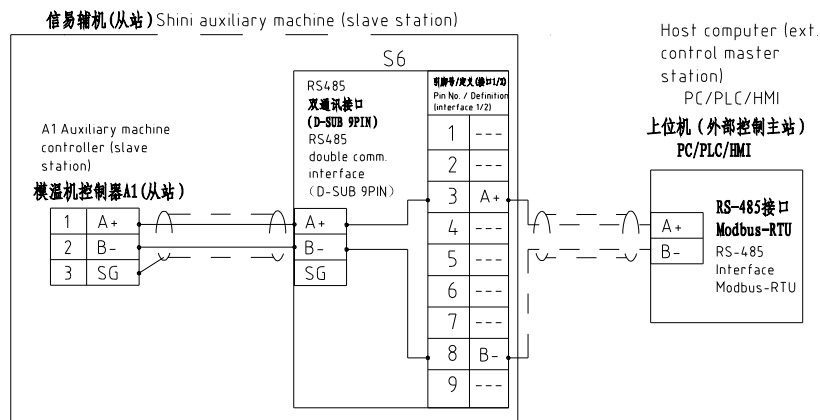 信易辅机(从站)Shini auxiliary machine (slave station)
S6
Host computer (ext.
control master
station)
PC/PLC/HMI
上位机（外部控制主站）
PC/PLC/HMI
A1 Auxiliary machine
controller (slave
station)
模温机控制器A1(从站)
1 A+
2 B-
3 SG
RS485
双通讯接口
(D-SUB 9PIN)
RS485
double comm.
interface
（D-SUB 9PIN）
A+
B-
SG
引脚号/定义(接口1/2)
Pin No. / Definition
(interface 1/2)
1 ---
2 ---
3 A+
4 ---
5 ---
6 ---
7 ---
8 B-
9 ---
A+
B-
RS-485接口
Modbus-RTU
RS-485
Interface
Modbus-RTU